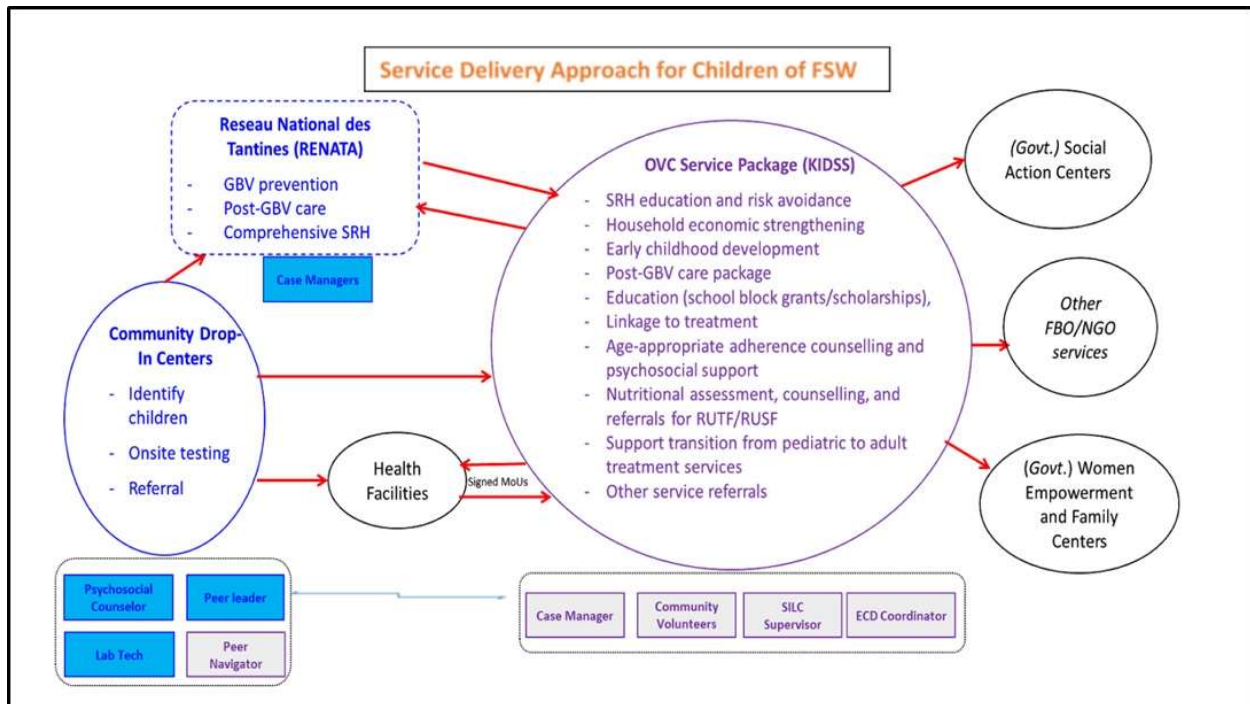 Service Delivery Approach for Children of FSW
Reseau National des
Tantines (RENATA)
- GBV prevention
- Post-GBV care
- Comprehensive SRH
Case Managers
Community Drop-
In Centers
- Identify
children
- Onsite testing
- Referral
Health
Facilities
Signed MoUs
OVC Service Package (KIDSS)
- SRH education and risk avoidance
- Household economic strengthening
- Early childhood development
- Post-GBV care package
- Education (school block grants/scholarships),
- Linkage to treatment
- Age-appropriate adherence counselling and
psychosocial support
- Nutritional assessment, counselling, and
referrals for RUTF/RUSF
- Support transition from pediatric to adult
treatment services
- Other service referrals
(Govt.) Social
Action Centers
Other
FBO/NGO
services
(Govt.) Women
Empowerment
and Family
Centers
Psychosocial
Counselor
Peer leader
Lab Tech
Peer
Navigator
Case Manager
Community
Volunteers
SILC
Supervisor
ECD Coordinator